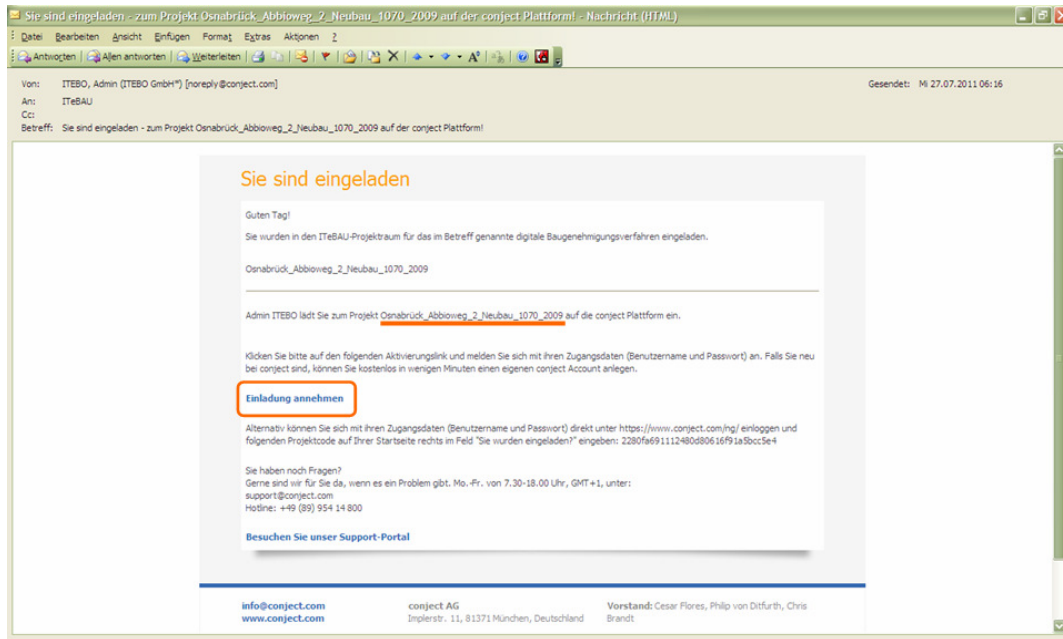 Sie sind eingeladen - zum Projekt Osnabrück_Abbioweg_2_Neubau_1070_2009 auf der conject Plattform! - Nachricht (HTML)
Datei Bearbeiten Ansicht Einfügen Format Extras Aktionen ?
Antworten Allen antworten Weiterleiten
Von: ITEBO, Admin (ITEBO GmbH*) [noreply@conject.com] Gesendet: Mi 27.07.2011 06:16
An: ITeBAU
Cc:
Betreff: Sie sind eingeladen - zum Projekt Osnabrück_Abbioweg_2_Neubau_1070_2009 auf der conject Plattform!
Sie sind eingeladen
Guten Tag!
Sie wurden in den ITeBAU-Projektraum für das im Betreff genannte digitale Baugenehmigungsverfahren eingeladen.
Osnabrück_Abbioweg_2_Neubau_1070_2009
Admin ITEBO lädt Sie zum Projekt Osnabrück_Abbioweg_2_Neubau_1070_2009 auf die conject Plattform ein.
Klicken Sie bitte auf den folgenden Aktivierungslink und melden Sie sich mit ihren Zugangsdaten (Benutzername und Passwort) an. Falls Sie neu
bei conject sind, können Sie kostenlos in wenigen Minuten einen eigenen conject Account anlegen.
Einladung annehmen
Alternativ können Sie sich mit ihren Zugangsdaten (Benutzername und Passwort) direkt unter https://www.conject.com/ng/ einloggen und
folgenden Projektcode auf Ihrer Startseite rechts im Feld "Sie wurden eingeladen?" eingeben: 2280fa691112480d80616f91a5bcc5e4
Sie haben noch Fragen?
Gerne sind wir für Sie da, wenn es ein Problem gibt. Mo.-Fr. von 7.30-18.00 Uhr, GMT+1, unter:
support@conject.com
Hotline: +49 (89) 954 14 800
Besuchen Sie unser Support-Portal
info@conject.com conject AG Vorstand: Cesar Flores, Philip von Ditfurth, Chris
www.conject.com Implerstr. 11, 81371 München, Deutschland Brandt